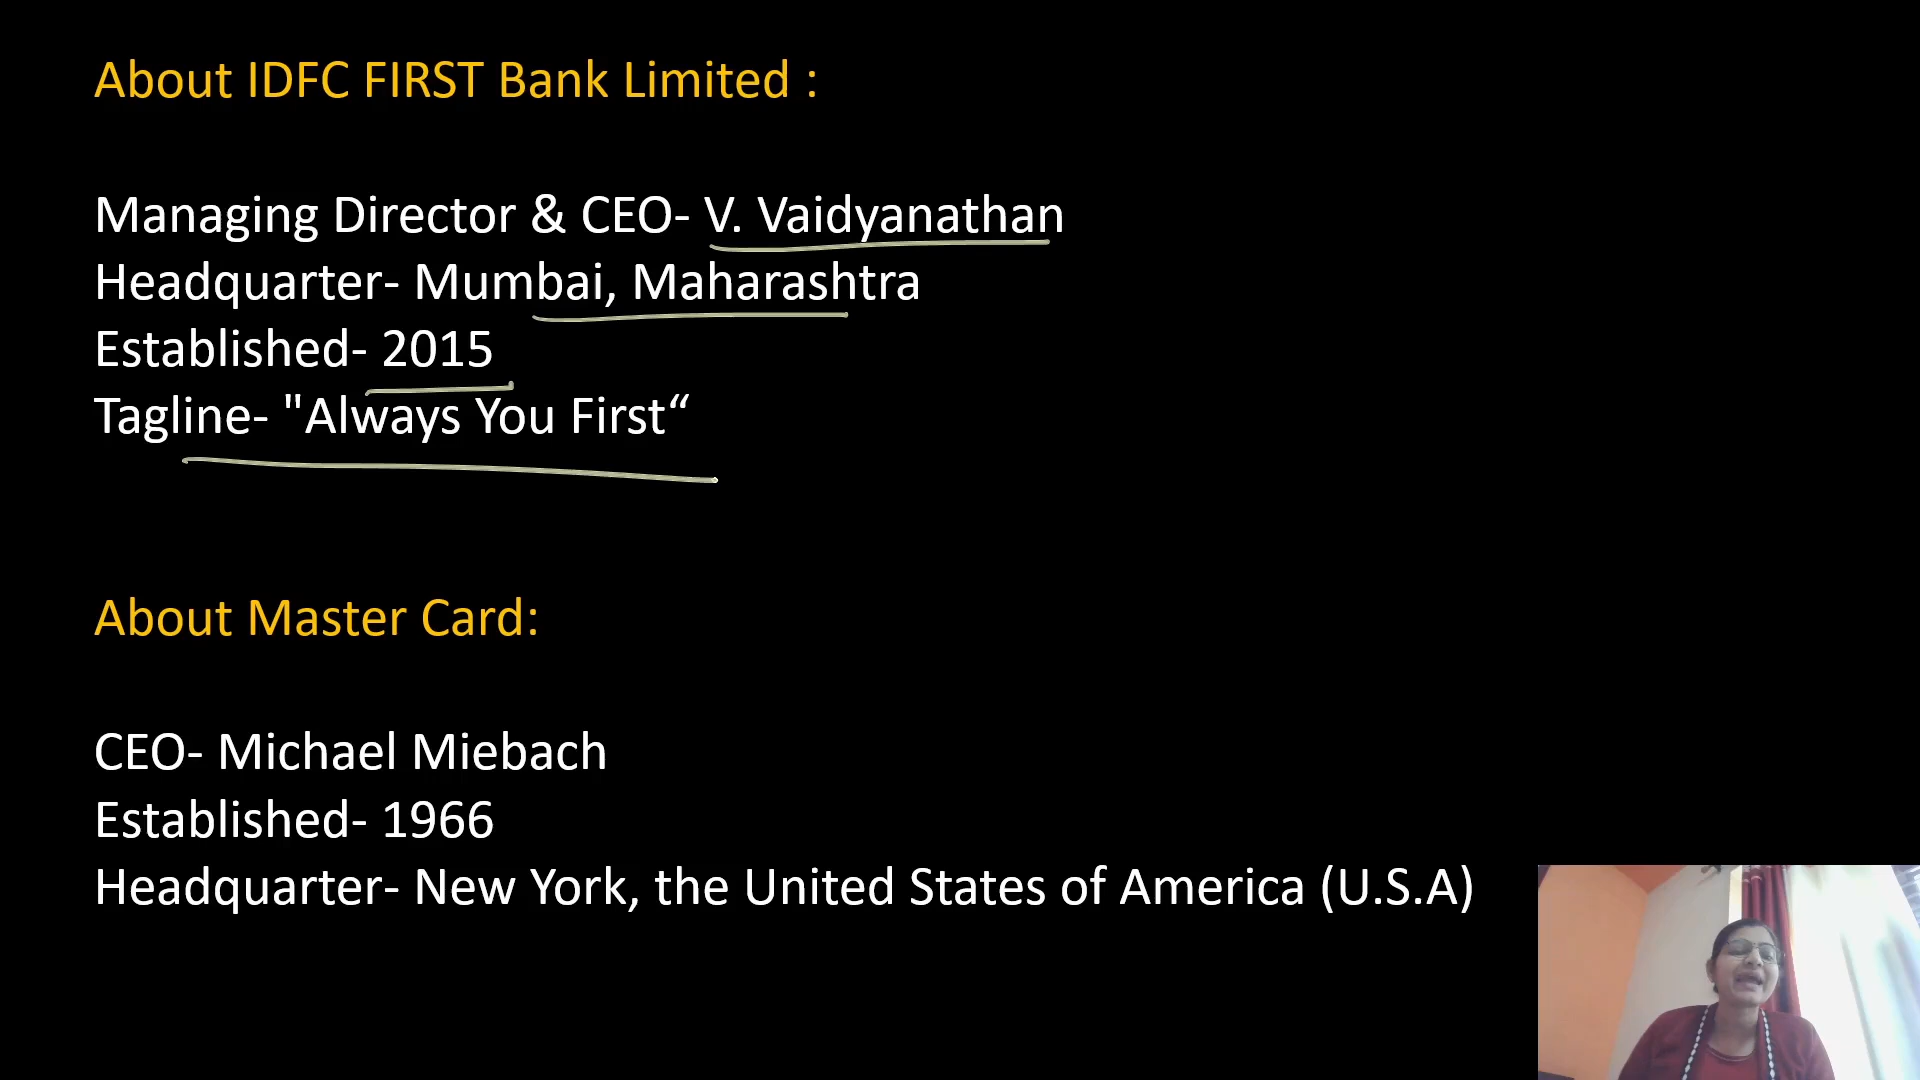 About IDFC FIRST Bank Limited :
Managing Director & CEO- V. Vaidyanathan
Headquarter- Mumbai, Maharashtra
Established- 2015
Tagline- "Always You First“
About Master Card:
CEO- Michael Miebach
Established- 1966
Headquarter- New York, the United States of America (U.S.A)